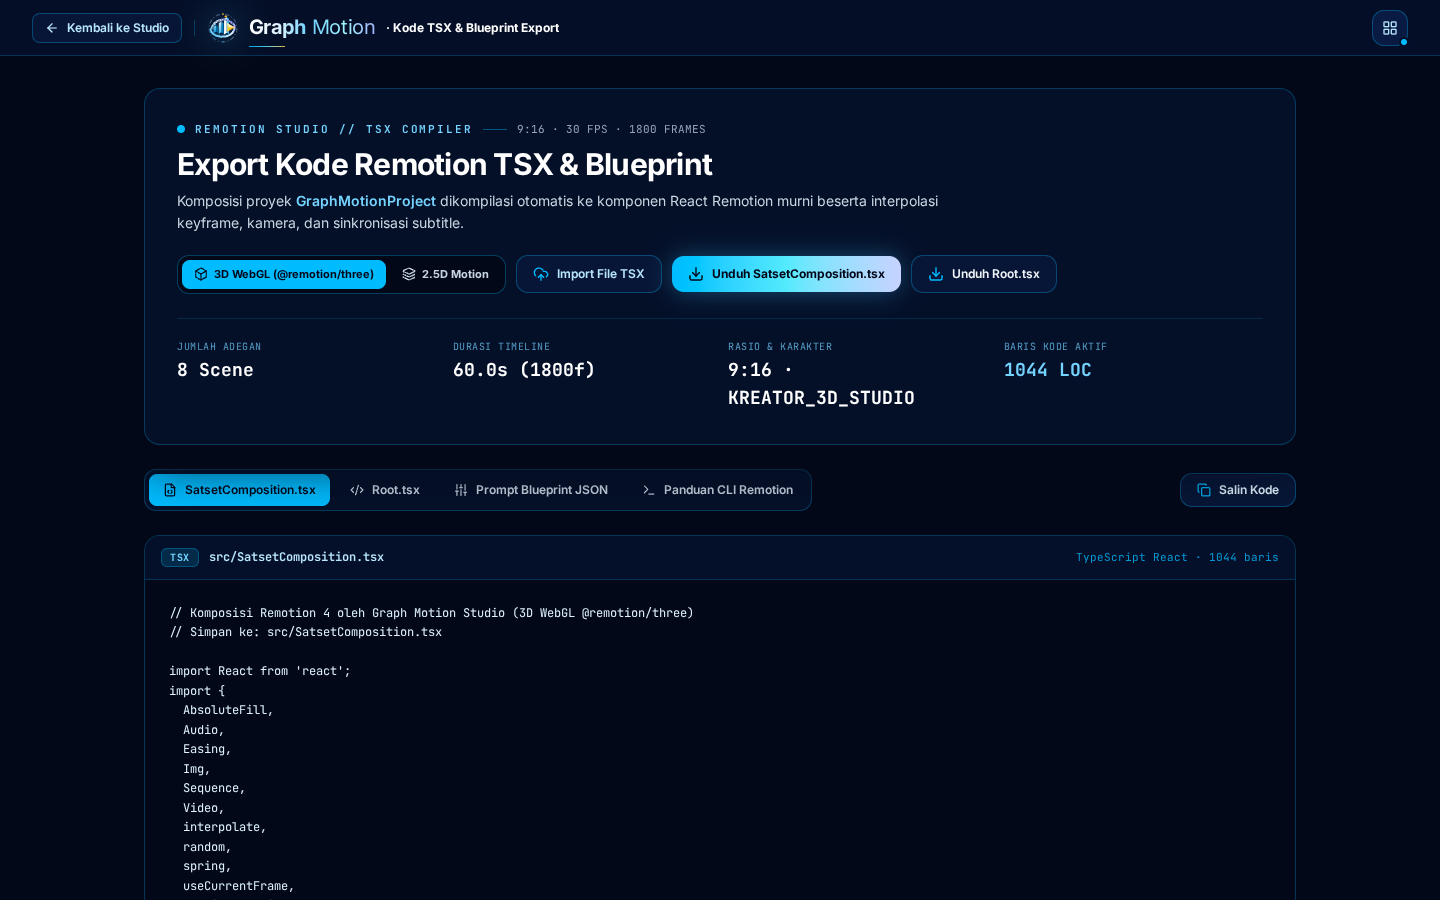 Kembali ke Studio
Graph Motion · Kode TSX & Blueprint Export
REMOTION STUDIO // TSX COMPILER 9:16 · 30 FPS · 1800 FRAMES
Export Kode Remotion TSX & Blueprint
Komposisi proyek GraphMotionProject dikompilasi otomatis ke komponen React Remotion murni beserta interpolasi
keyframe, kamera, dan sinkronisasi subtitle.
3D WebGL (@remotion/three) 2.5D Motion Import File TSX Unduh SatsetComposition.tsx Unduh Root.tsx
JUMLAH ADEGAN
8 Scene
DURASI TIMELINE
60.0s (1800f)
RASIO & KARAKTER
9:16 ·
KREATOR_3D_STUDIO
BARIS KODE AKTIF
1044 LOC
SatsetComposition.tsx Root.tsx Prompt Blueprint JSON Panduan CLI Remotion Salin Kode
TSX src/SatsetComposition.tsx TypeScript React · 1044 baris
// Komposisi Remotion 4 oleh Graph Motion Studio (3D WebGL @remotion/three)
// Simpan ke: src/SatsetComposition.tsx
import React from 'react';
import {
AbsoluteFill,
Audio,
Easing,
Img,
Sequence,
Video,
interpolate,
random,
spring,
useCurrentFrame,